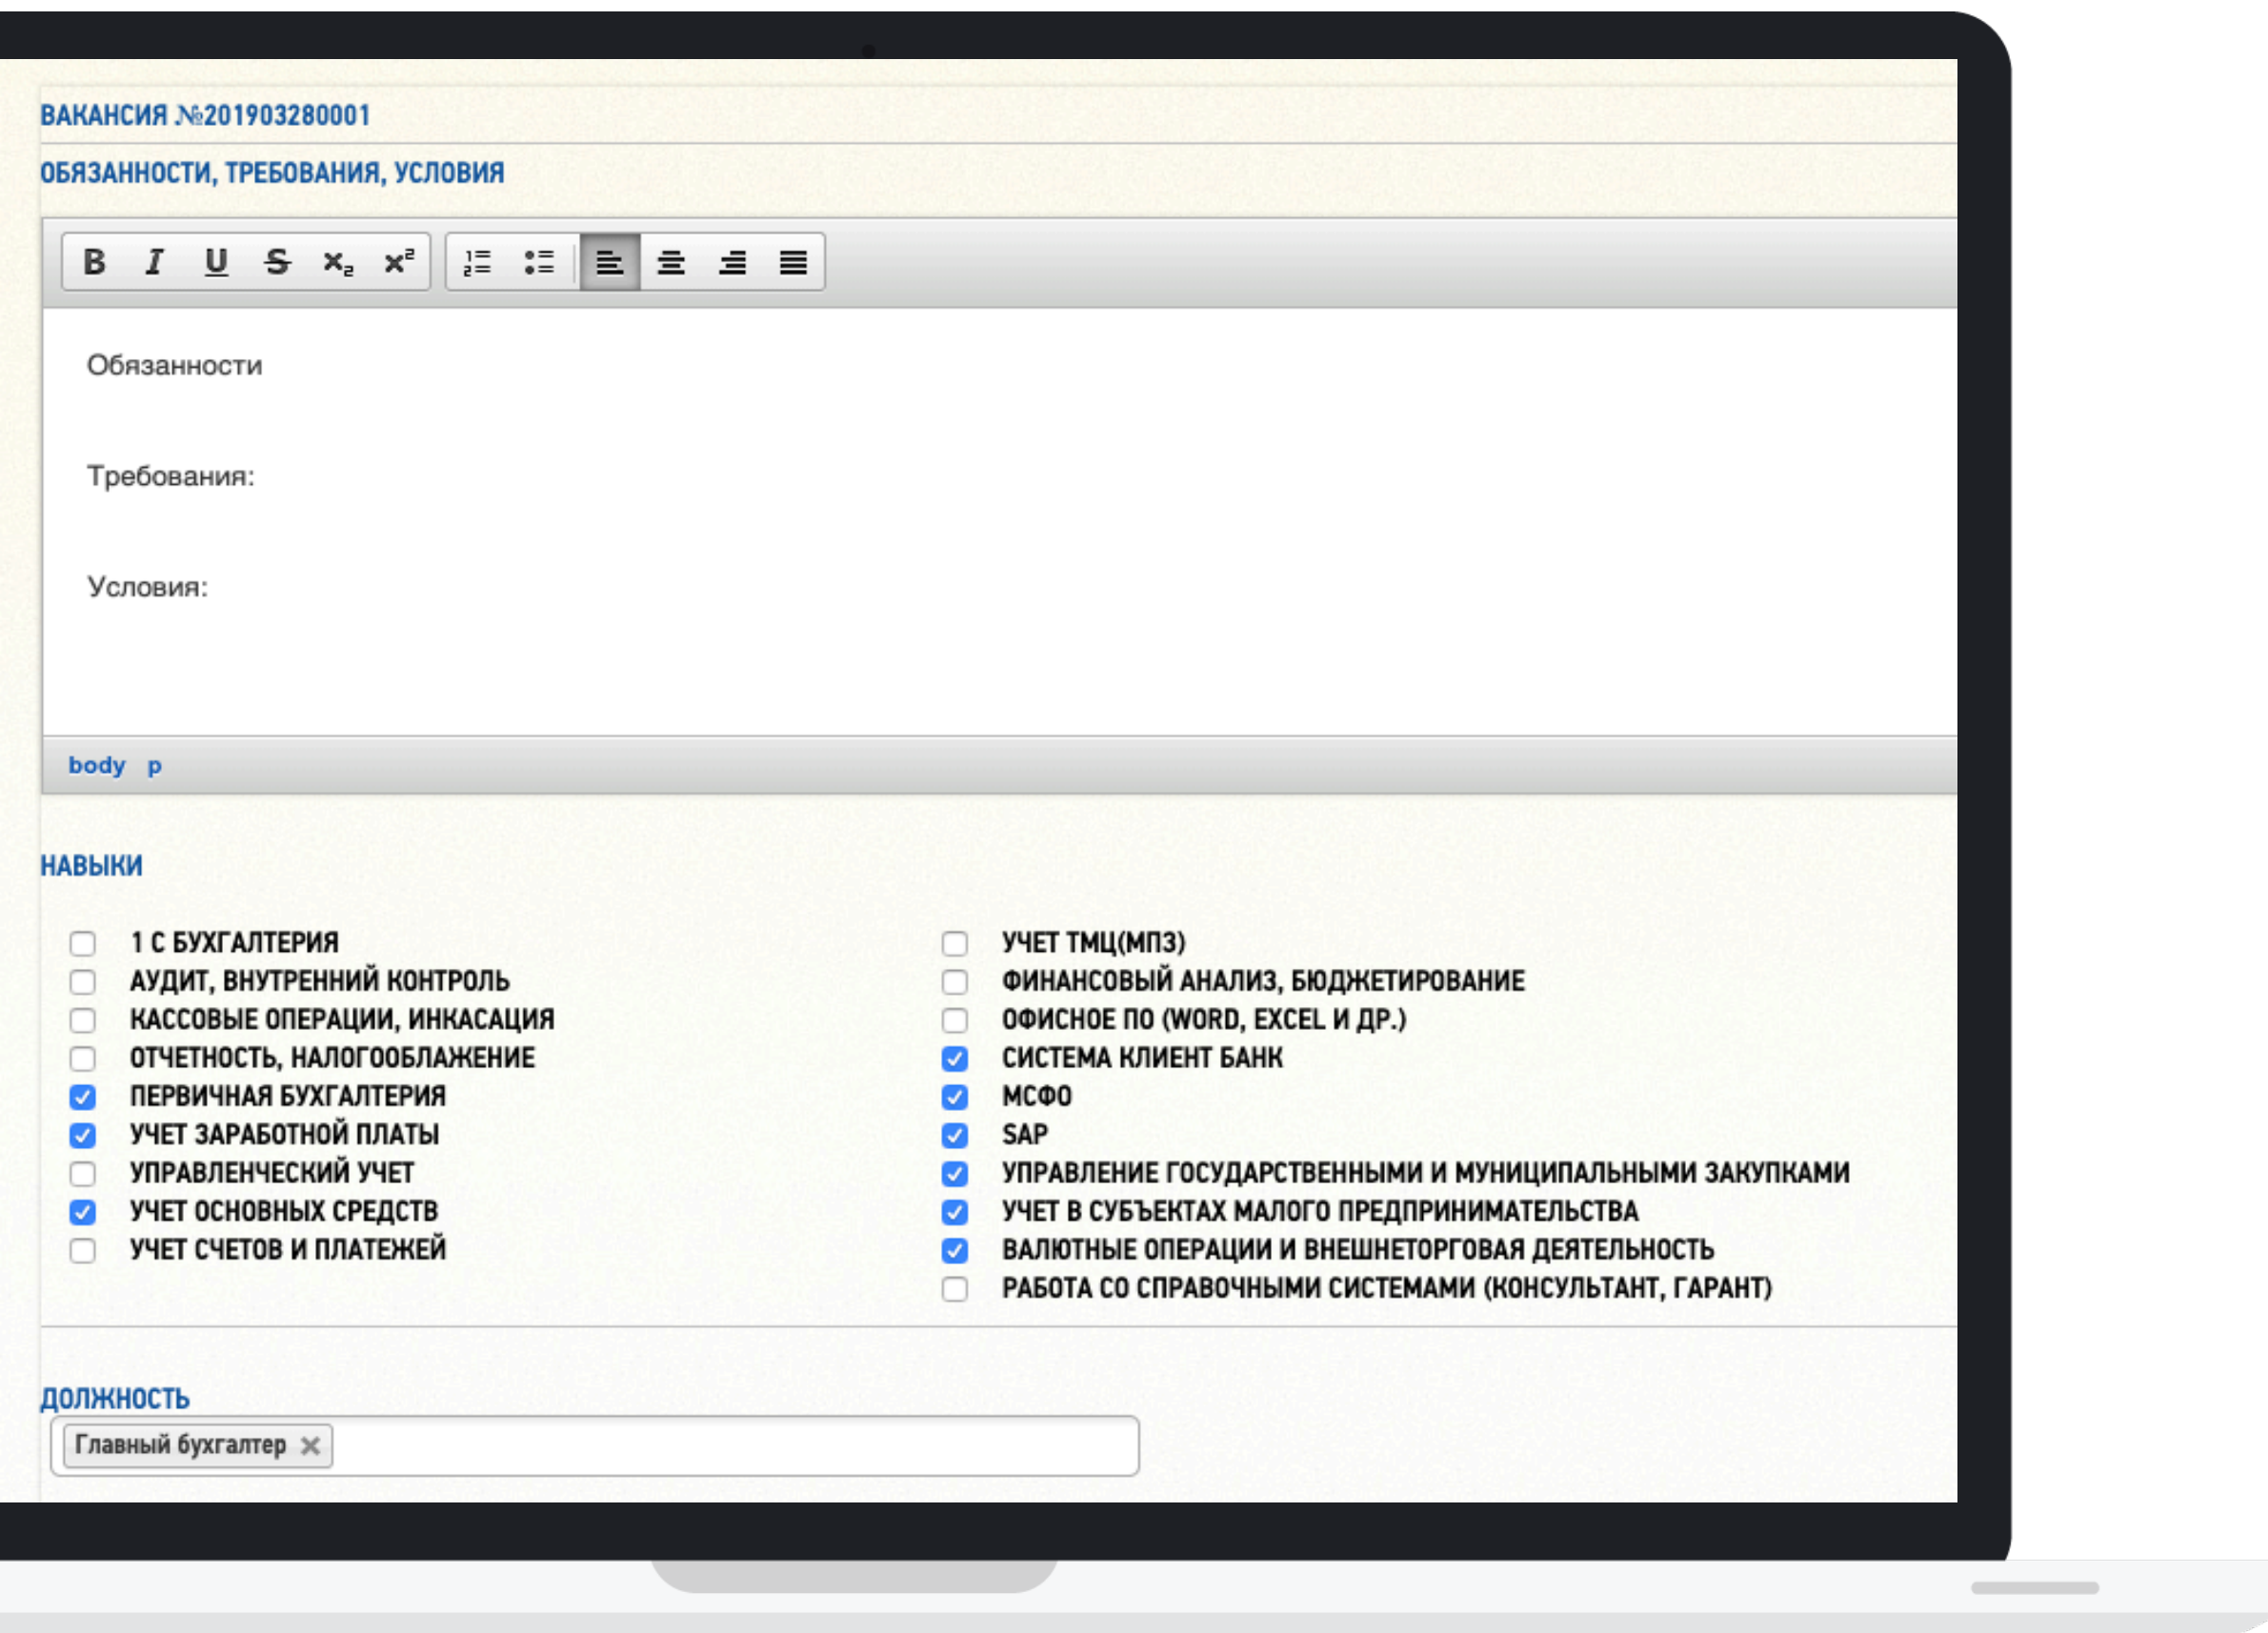 ВАКАНСИЯ №201903280001
ОБЯЗАННОСТИ, ТРЕБОВАНИЯ, УСЛОВИЯ
B I U S x₂ x²
Обязанности
Требования:
Условия:
body p
НАВЫКИ
1 С БУХГАЛТЕРИЯ
АУДИТ, ВНУТРЕННИЙ КОНТРОЛЬ
КАССОВЫЕ ОПЕРАЦИИ, ИНКАСАЦИЯ
ОТЧЕТНОСТЬ, НАЛОГООБЛАЖЕНИЕ
ПЕРВИЧНАЯ БУХГАЛТЕРИЯ
УЧЕТ ЗАРАБОТНОЙ ПЛАТЫ
УПРАВЛЕНЧЕСКИЙ УЧЕТ
УЧЕТ ОСНОВНЫХ СРЕДСТВ
УЧЕТ СЧЕТОВ И ПЛАТЕЖЕЙ
УЧЕТ ТМЦ(МПЗ)
ФИНАНСОВЫЙ АНАЛИЗ, БЮДЖЕТИРОВАНИЕ
ОФИСНОЕ ПО (WORD, EXCEL И ДР.)
СИСТЕМА КЛИЕНТ БАНК
МСФО
SAP
УПРАВЛЕНИЕ ГОСУДАРСТВЕННЫМИ И МУНИЦИПАЛЬНЫМИ ЗАКУПКАМИ
УЧЕТ В СУБЪЕКТАХ МАЛОГО ПРЕДПРИНИМАТЕЛЬСТВА
ВАЛЮТНЫЕ ОПЕРАЦИИ И ВНЕШНЕТОРГОВАЯ ДЕЯТЕЛЬНОСТЬ
РАБОТА СО СПРАВОЧНЫМИ СИСТЕМАМИ (КОНСУЛЬТАНТ, ГАРАНТ)
ДОЛЖНОСТЬ
Главный бухгалтер